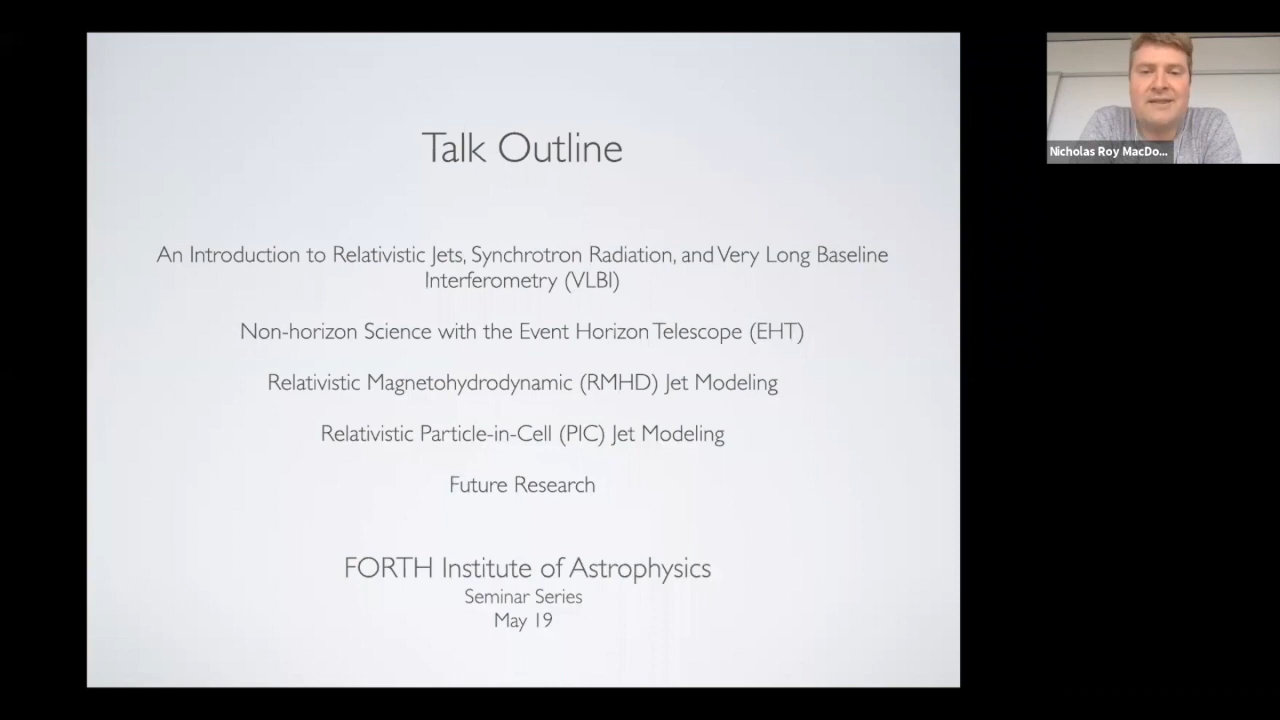 Talk Outline
An Introduction to Relativistic Jets, Synchrotron Radiation, and Very Long Baseline
Interferometry (VLBI)
Non-horizon Science with the Event Horizon Telescope (EHT)
Relativistic Magnetohydrodynamic (RMHD) Jet Modeling
Relativistic Particle-in-Cell (PIC) Jet Modeling
Future Research
FORTH Institute of Astrophysics
Seminar Series
May 19
Nicholas Roy MacDo...